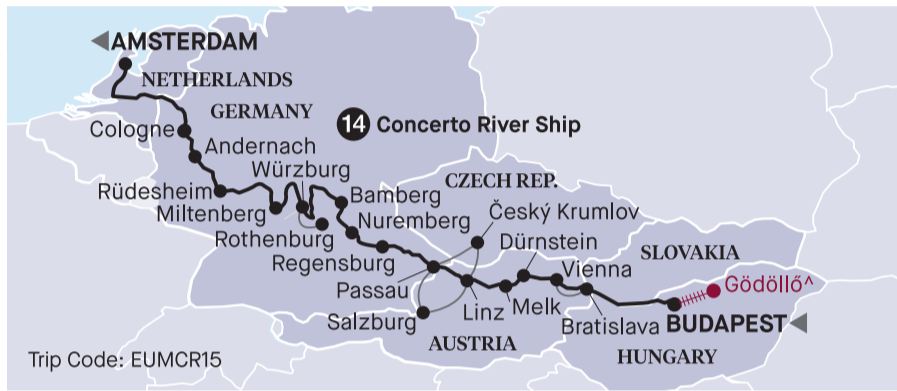 AMSTERDAM
NETHERLANDS
GERMANY
14 Concerto River Ship
Cologne
Andernach
Würzburg
CZECH REP.
Rüdesheim
Bamberg
Miltenberg
Český Krumlov
Nuremberg
Rothenburg
Dürnstein
SLOVAKIA
Regensburg
Vienna
Gödöllő^
Passau
Salzburg
Linz
Melk
Bratislava
BUDAPEST
AUSTRIA
HUNGARY
Trip Code: EUMCR15